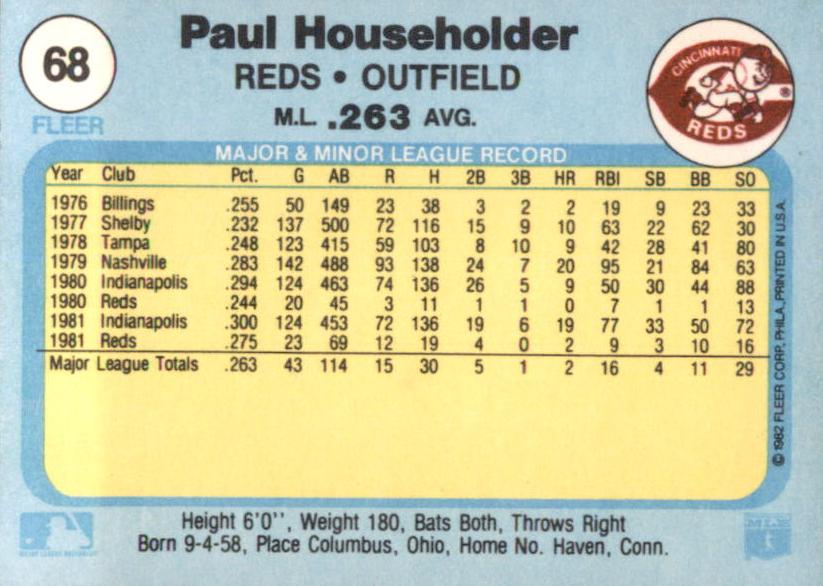 68
Paul Householder
REDS • OUTFIELD
M.L. .263 AVG.
FLEER
CINCINNATI
REDS
®
MAJOR & MINOR LEAGUE RECORD
Year Club Pct. G AB R H 2B 3B HR RBI SB BB SO
1976 Billings .255 50 149 23 38 3 2 2 19 9 23 33
1977 Shelby .232 137 500 72 116 15 9 10 63 22 62 30
1978 Tampa .248 123 415 59 103 8 10 9 42 28 41 80
1979 Nashville .283 142 488 93 138 24 7 20 95 21 84 63
1980 Indianapolis .294 124 463 74 136 26 5 9 50 30 44 88
1980 Reds .244 20 45 3 11 1 1 0 7 1 1 13
1981 Indianapolis .300 124 453 72 136 19 6 19 77 33 50 72
1981 Reds .275 23 69 12 19 4 0 2 9 3 10 16
Major League Totals .263 43 114 15 30 5 1 2 16 4 11 29
© 1982 FLEER CORP., PHILA., PRINTED IN U.S.A.
Height 6'0'', Weight 180, Bats Both, Throws Right
Born 9-4-58, Place Columbus, Ohio, Home No. Haven, Conn.